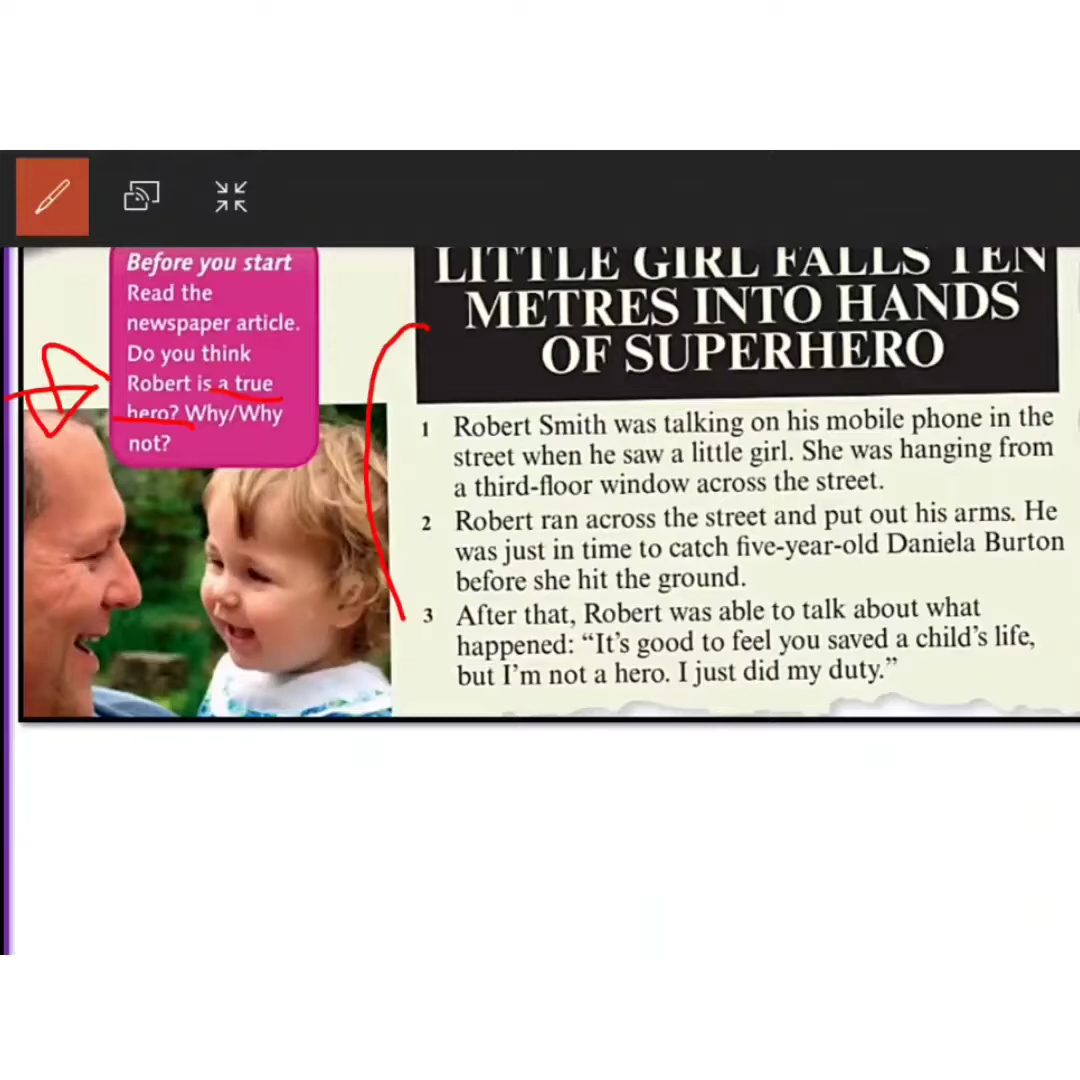 Before you start
Read the
newspaper article.
Do you think
Robert is a true
hero? Why/Why
not?
LITTLE GIRL FALLS TEN
METRES INTO HANDS
OF SUPERHERO
1 Robert Smith was talking on his mobile phone in the
street when he saw a little girl. She was hanging from
a third-floor window across the street.
2 Robert ran across the street and put out his arms. He
was just in time to catch five-year-old Daniela Burton
before she hit the ground.
3 After that, Robert was able to talk about what
happened: “It’s good to feel you saved a child’s life,
but I’m not a hero. I just did my duty.”